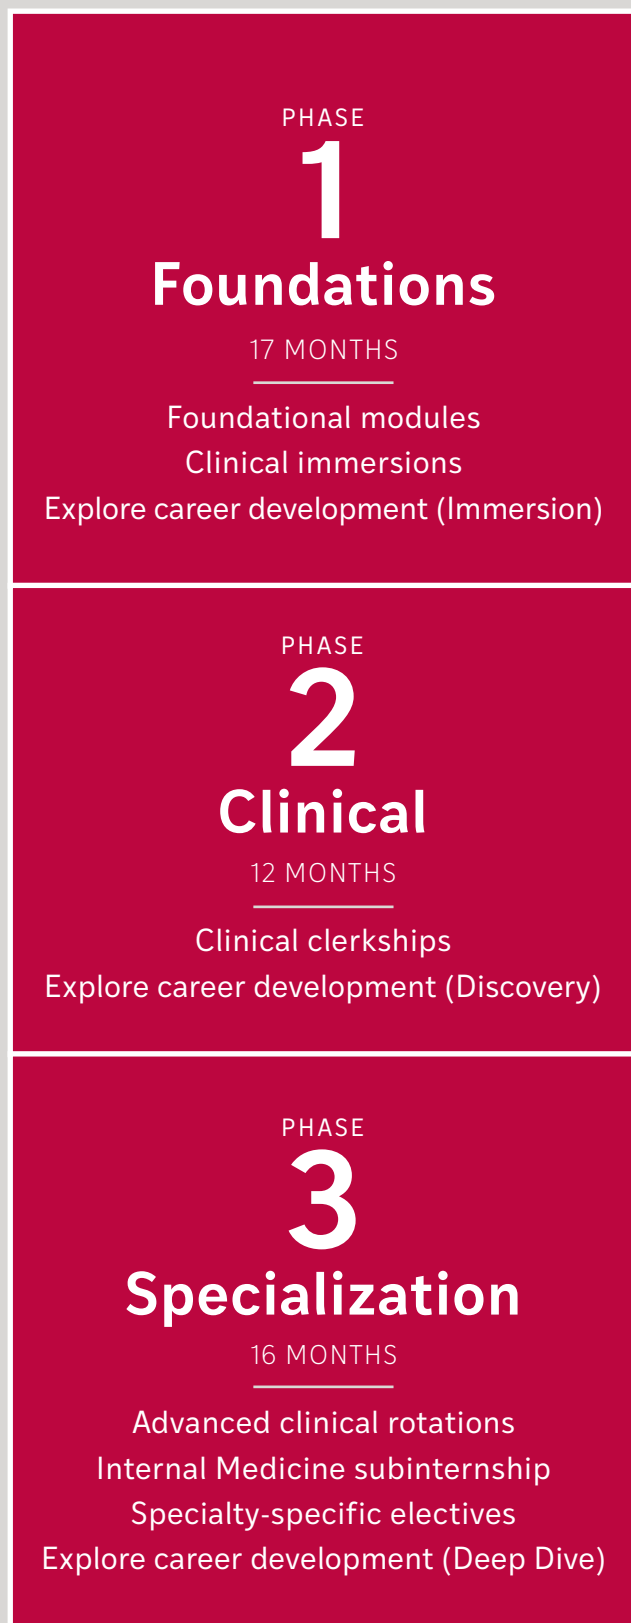 PHASE
1
Foundations
17 MONTHS
Foundational modules
Clinical immersions
Explore career development (Immersion)
PHASE
2
Clinical
12 MONTHS
Clinical clerkships
Explore career development (Discovery)
PHASE
3
Specialization
16 MONTHS
Advanced clinical rotations
Internal Medicine subinternship
Specialty-specific electives
Explore career development (Deep Dive)